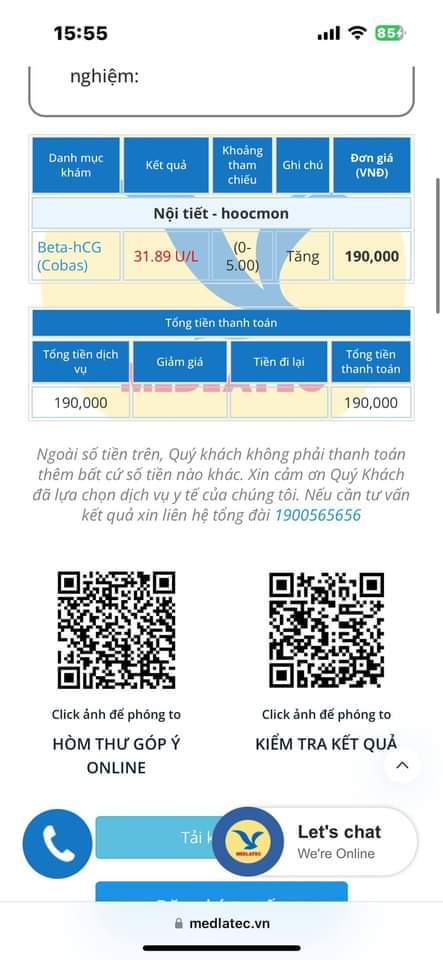 15:55
85
nghiệm:
Danh mục khám
Kết quả
Khoảng tham chiếu
Ghi chú
Đơn giá (VNĐ)
Nội tiết - hoocmon
Beta-hCG (Cobas)
31.89 U/L
(0-5.00)
Tăng
190,000
Tổng tiền thanh toán
Tổng tiền dịch vụ
Giảm giá
Tiền đi lại
Tổng tiền thanh toán
MEDLATEC
190,000
190,000
Ngoài số tiền trên, Quý khách không phải thanh toán
thêm bất cứ số tiền nào khác. Xin cảm ơn Quý Khách
đã lựa chọn dịch vụ y tế của chúng tôi. Nếu cần tư vấn
kết quả xin liên hệ tổng đài 1900565656
Click ảnh để phóng to
HÒM THƯ GÓP Ý
ONLINE
Click ảnh để phóng to
KIỂM TRA KẾT QUẢ
Tải
MEDLATEC
Let's chat
We're Online
medlatec.vn